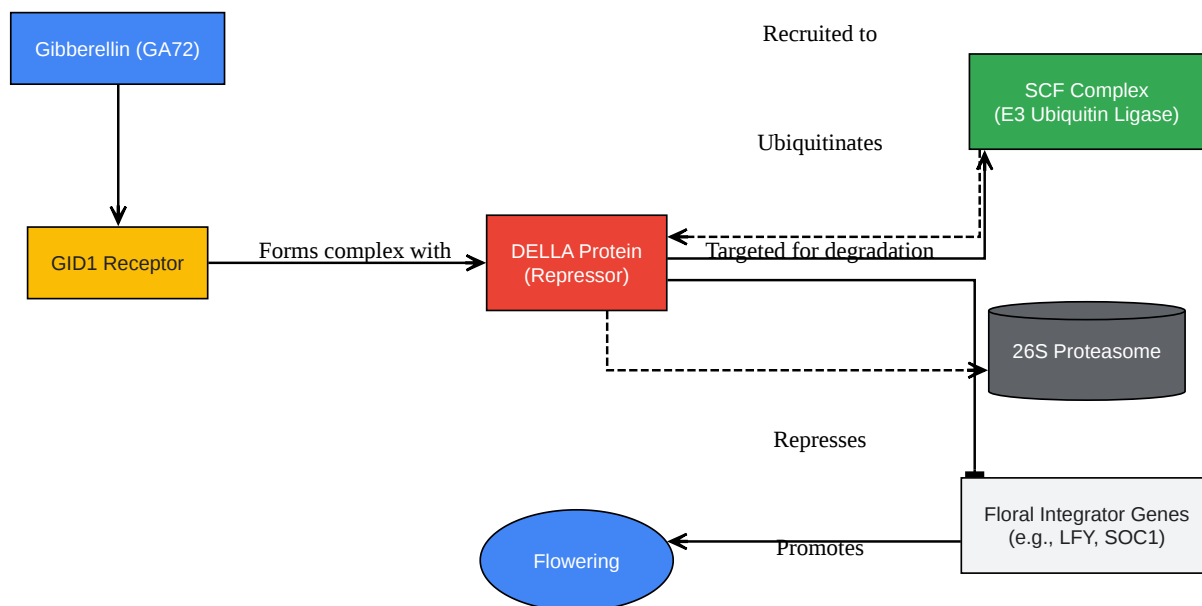 Gibberellin (GA72)
Recruited to
SCF Complex
(E3 Ubiquitin Ligase)
Ubiquitinates
GID1 Receptor
Forms complex with
DELLA Protein
(Repressor)
Targeted for degradation
26S Proteasome
Represses
Floral Integrator Genes
(e.g., LFY, SOC1)
Promotes
Flowering